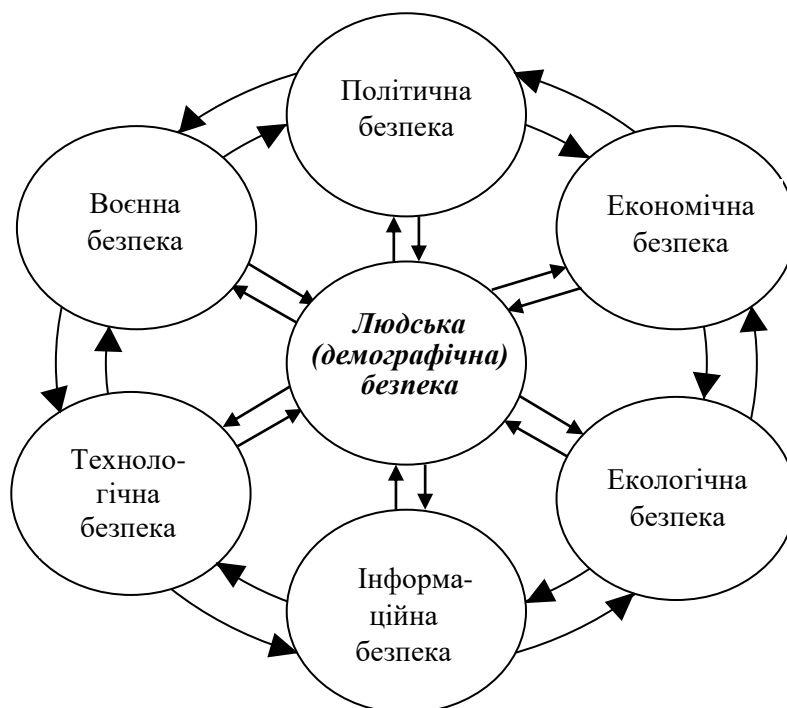 Політична
безпека
Воєнна
безпека
Економічна
безпека
Людська
(демографічна)
безпека
Техноло-
гічна
безпека
Екологічна
безпека
Інформа-
ційна
безпека